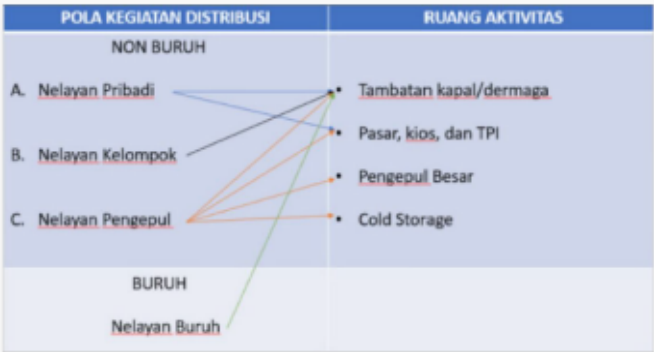 POLA KEGIATAN DISTRIBUSI
RUANG AKTIVITAS
NON BURUH
A. Nelayan Pribadi
B. Nelayan Kelompok
C. Nelayan Pengepul
• Tambatan kapal/dermaga
• Pasar, kios, dan TPI
• Pengepul Besar
• Cold Storage
BURUH
Nelayan Buruh